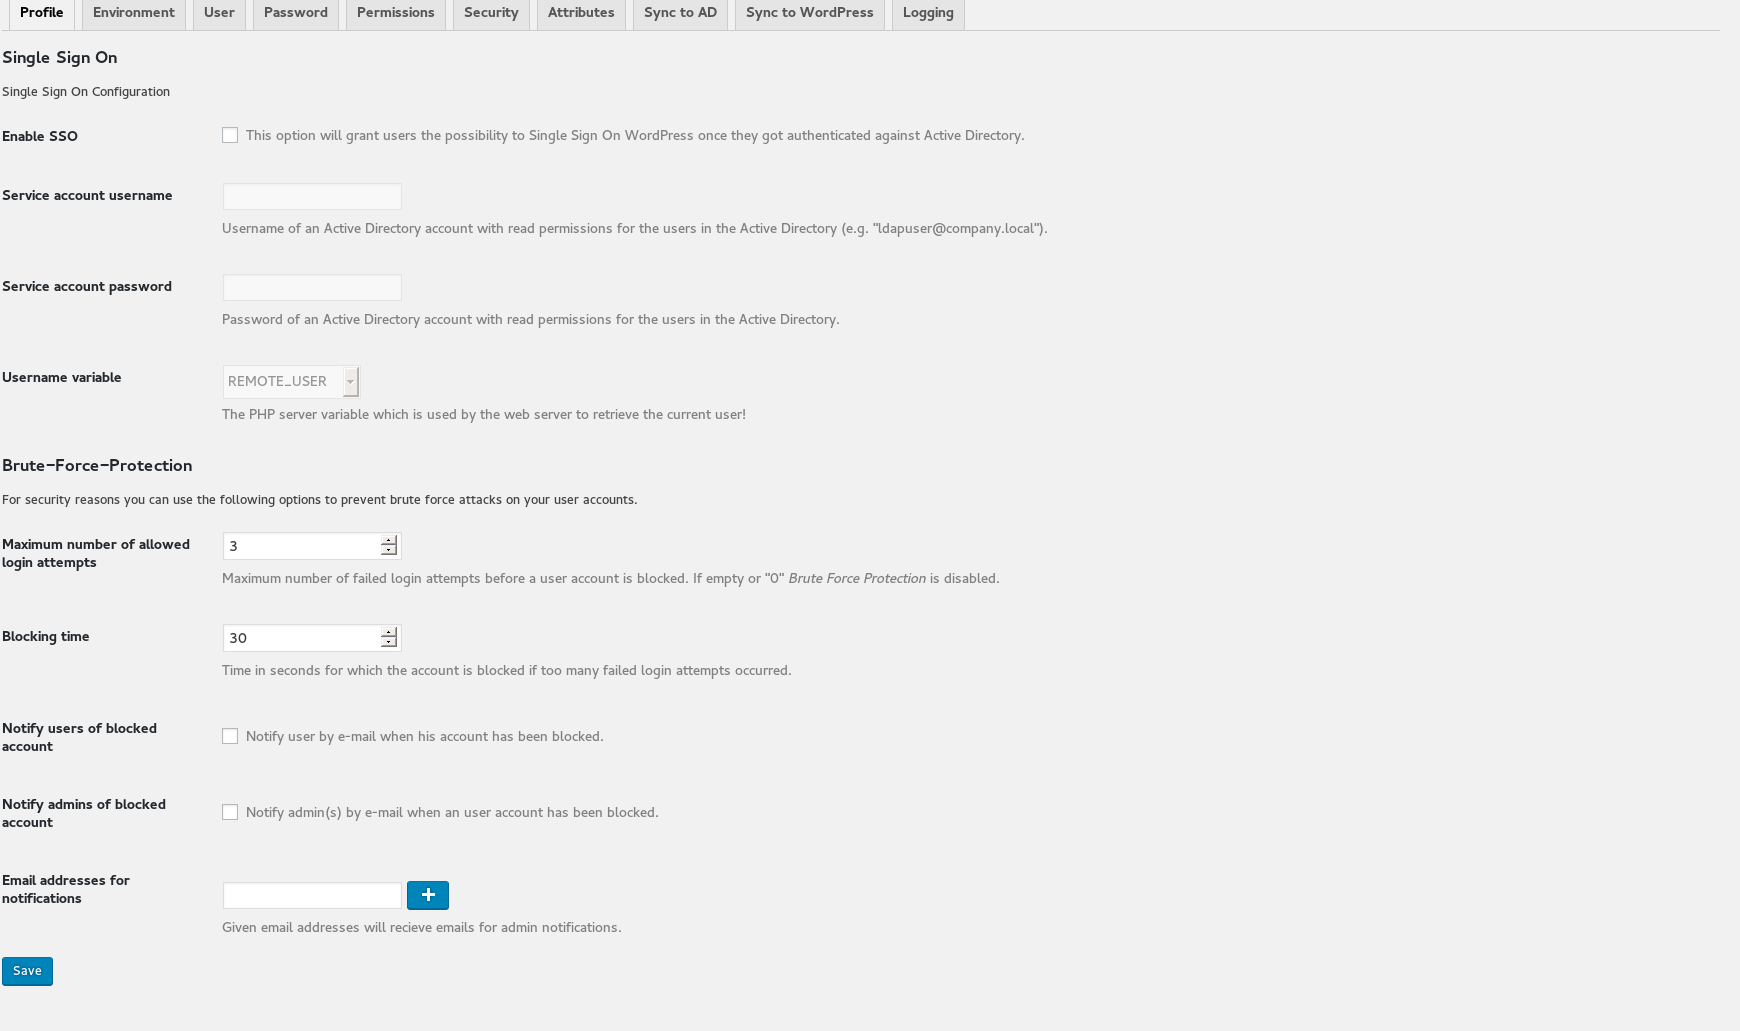 Profile Environment User Password Permissions Security Attributes Sync to AD Sync to WordPress Logging
Single Sign On
Single Sign On Configuration
Enable SSO This option will grant users the possibility to Single Sign On WordPress once they got authenticated against Active Directory.
Service account username
Username of an Active Directory account with read permissions for the users in the Active Directory (e.g. "ldapuser@company.local").
Service account password
Password of an Active Directory account with read permissions for the users in the Active Directory.
Username variable REMOTE_USER
The PHP server variable which is used by the web server to retrieve the current user!
Brute-Force-Protection
For security reasons you can use the following options to prevent brute force attacks on your user accounts.
Maximum number of allowed
login attempts
3
Maximum number of failed login attempts before a user account is blocked. If empty or "0" Brute Force Protection is disabled.
Blocking time 30
Time in seconds for which the account is blocked if too many failed login attempts occurred.
Notify users of blocked
account
Notify user by e-mail when his account has been blocked.
Notify admins of blocked
account
Notify admin(s) by e-mail when an user account has been blocked.
Email addresses for
notifications
+
Given email addresses will recieve emails for admin notifications.
Save